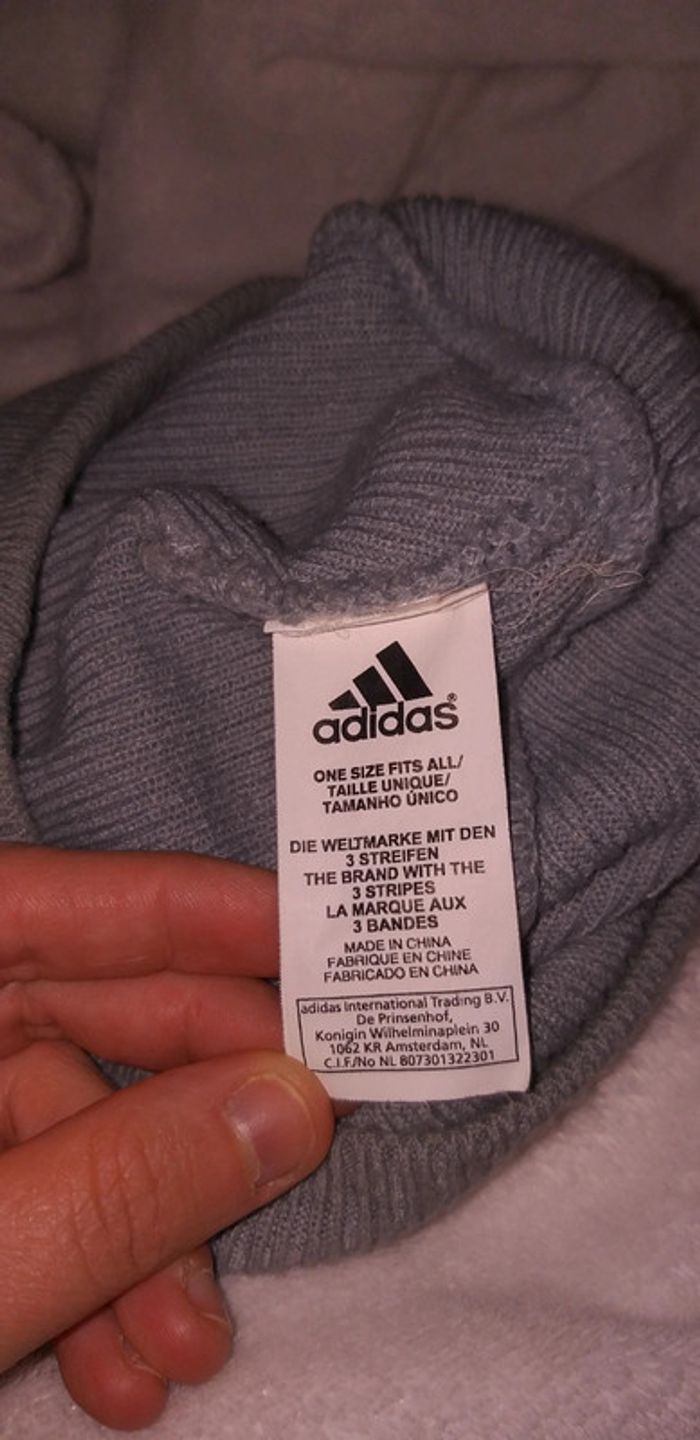 adidas®
ONE SIZE FITS ALL/
TAILLE UNIQUE/
TAMANHO ÚNICO
DIE WELTMARKE MIT DEN
3 STREIFEN
THE BRAND WITH THE
3 STRIPES
LA MARQUE AUX
3 BANDES
MADE IN CHINA
FABRIQUE EN CHINE
FABRICADO EN CHINA
adidas International Trading B.V.
De Prinsenhof,
Konigin Wilhelminaplein 30
1062 KR Amsterdam, NL
C.I.F/No NL 807301322301